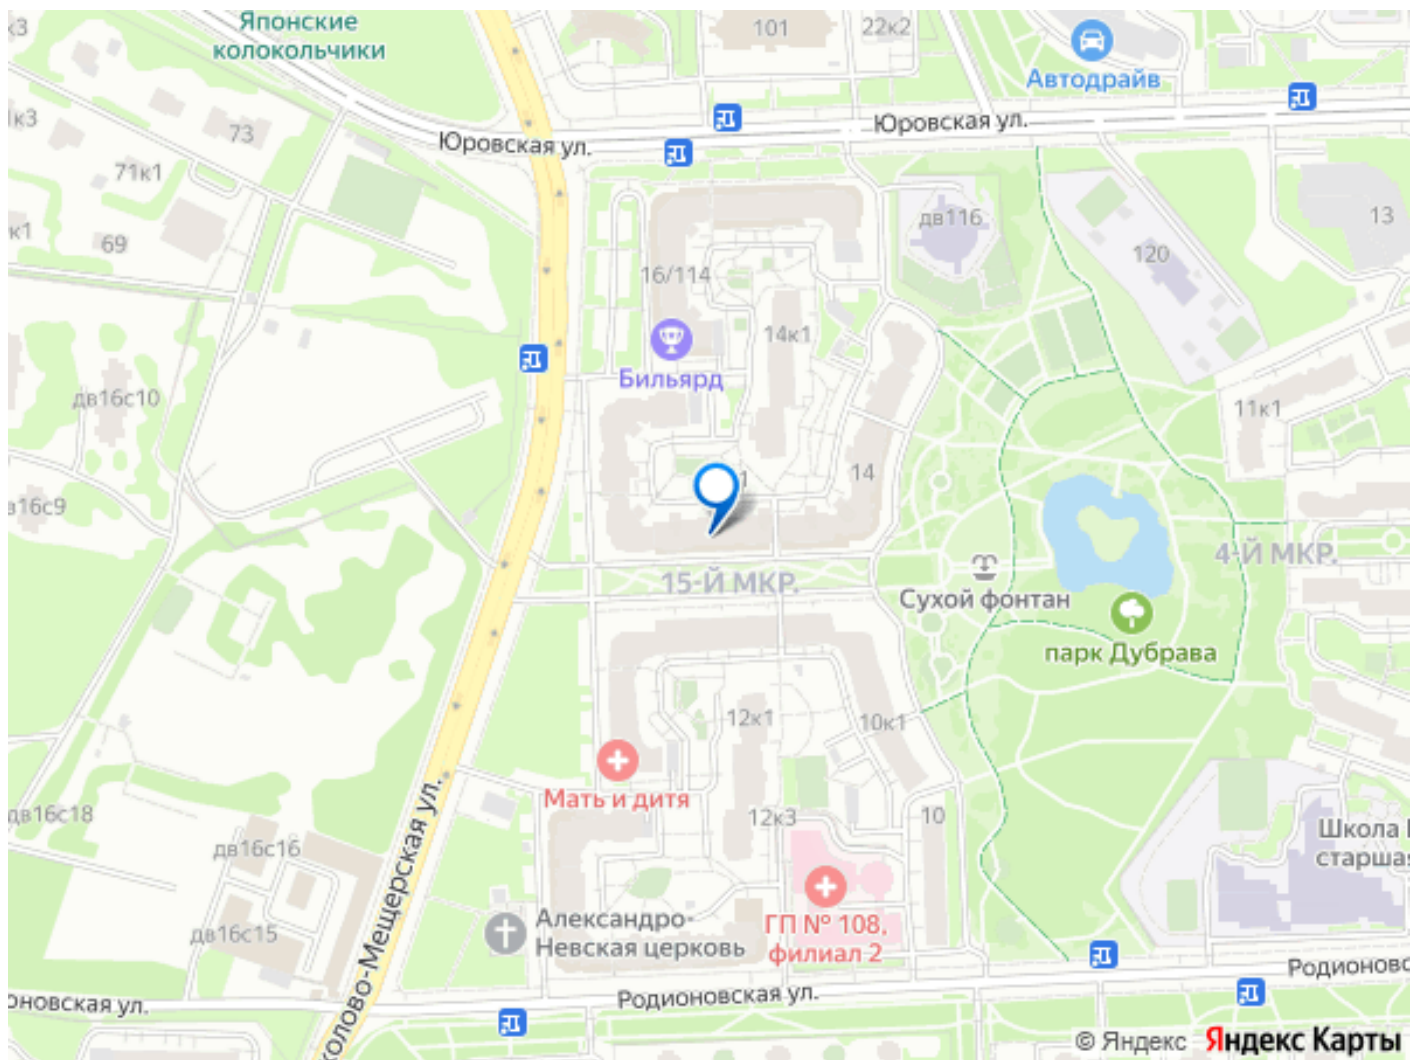 Японские
колокольчики
101
22к2
Автодрайв
Юровская ул.
Юровская ул.
73
71к1
69
дв11б
13
120
16/114
14к1
Бильярд
дв16с10
11к1
14
4-Й МКР.
15-Й МКР.
Сухой фонтан
парк Дубрава
12к1
10к1
Мать и дитя
12к3
10
дв16с18
дв16с16
Школа
старшая
дв16с15
Александро-
Невская церковь
ГП № 108,
филиал 2
Родионовская ул.
© Яндекс Яндекс Карты